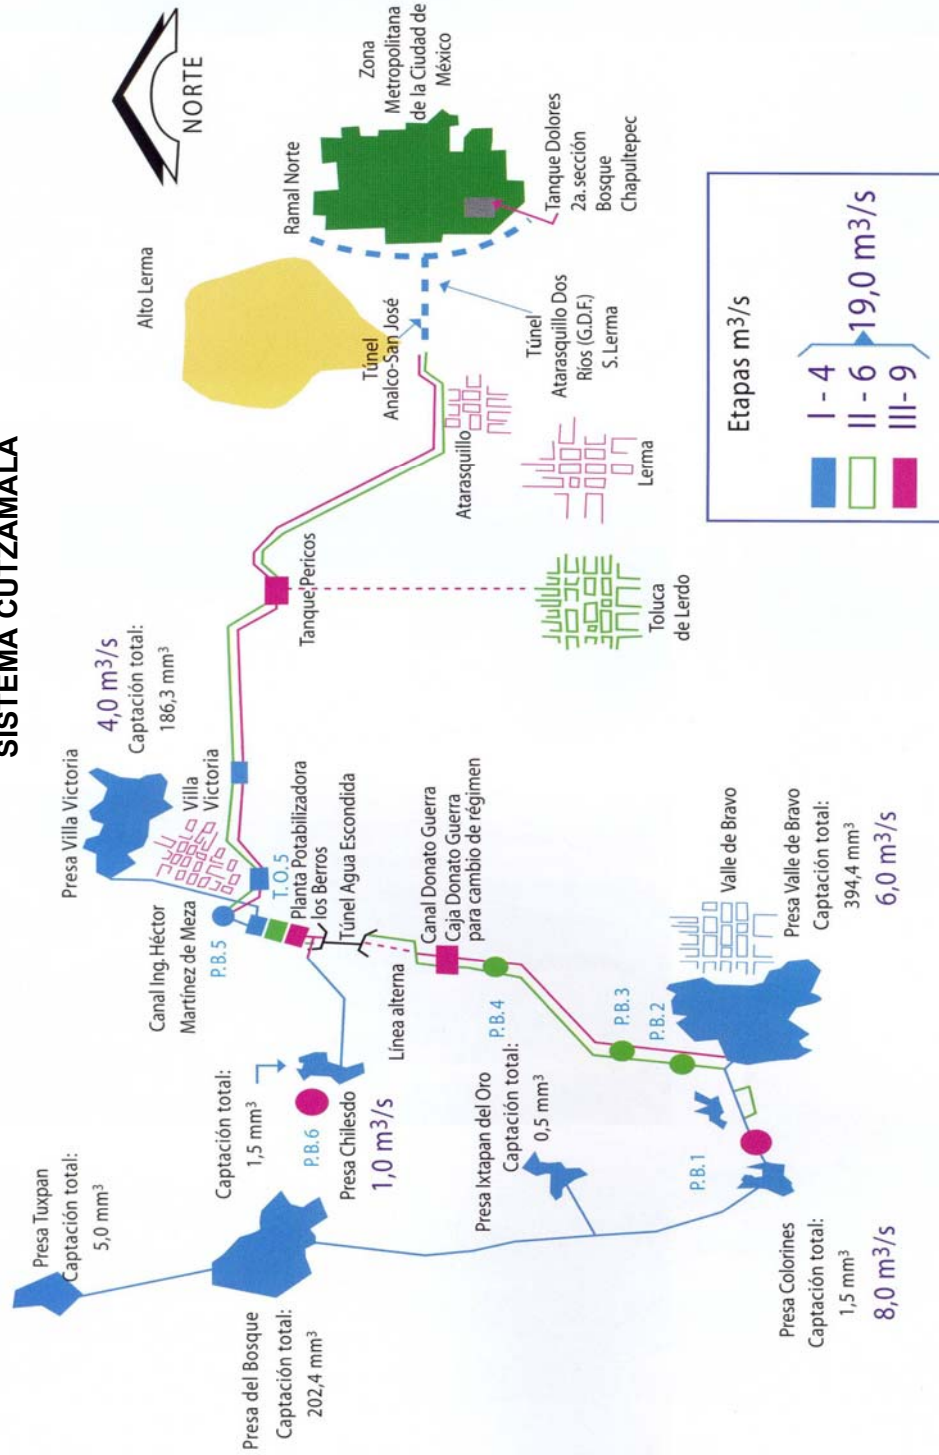 SISTEMA CUTZAMALA
Presa Tuxpan
Captación total:
5,0 mm³
Presa del Bosque
Captación total:
202,4 mm³
Captación total:
1,5 mm³
P.B.6
Presa Chilesdo
1,0 m³/s
Presa Ixtapan del Oro
Captación total:
0,5 mm³
Presa Colorines
Captación total:
1,5 mm³
8,0 m³/s
P.B.1
P.B.2
P.B.3
P.B.4
Valle de Bravo
Presa Valle de Bravo
Captación total:
394,4 mm³
6,0 m³/s
Línea alterna
Canal Donato Guerra
Caja Donato Guerra
para cambio de régimen
Túnel Agua Escondida
Planta Potabilizadora
los Berros
T.O.5
P.B.5
Canal Ing. Héctor
Martínez de Meza
Villa
Victoria
Presa Villa Victoria
4,0 m³/s
Captación total:
186,3 mm³
Tanque Pericos
Toluca
de Lerdo
Lerma
Atarasquillo
Alto Lerma
Túnel
Analco-San José
Túnel
Atarasquillo Dos
Ríos (G.D.F.)
S. Lerma
Ramal Norte
Zona
Metropolitana
de la Ciudad de
México
Tanque Dolores
2a. sección
Bosque
Chapultepec
NORTE
Etapas m³/s
I - 4
II - 6
III- 9
19,0 m³/s